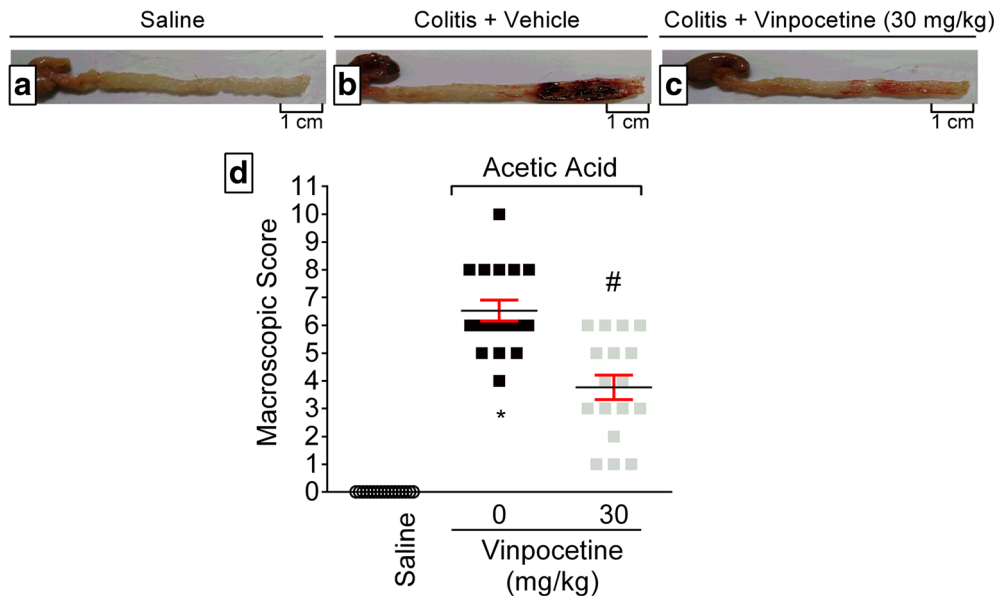 Saline
Colitis + Vehicle
Colitis + Vinpocetine (30 mg/kg)
a
b
c
1 cm
1 cm
1 cm
d
Acetic Acid
Macroscopic Score
11
10
9
8
7
6
5
4
3
2
1
0
#
*
Saline
0
30
Vinpocetine
(mg/kg)